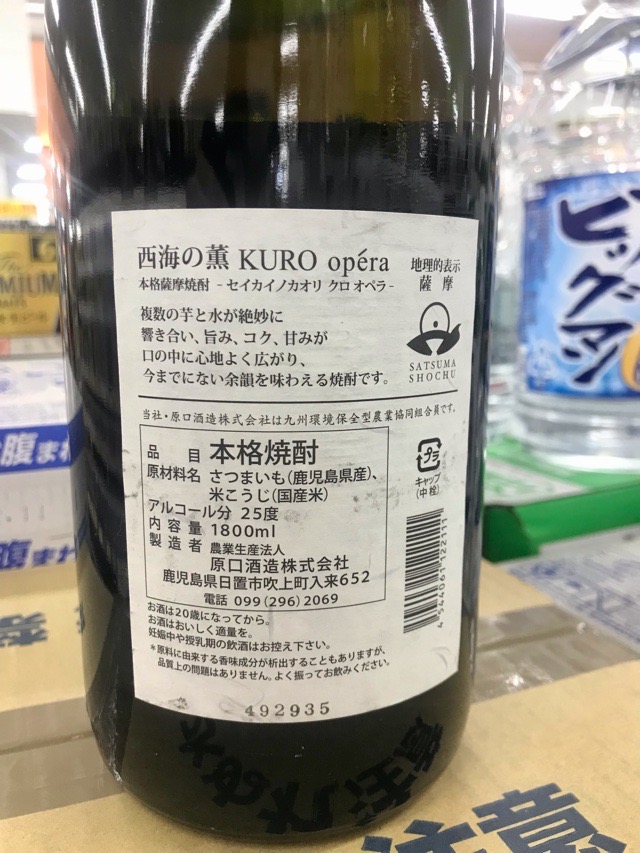 西海の薫 KURO opéra
本格薩摩焼酎 - セイカイノカオリ クロ オペラ -
地理的表示
薩摩
複数の芋と水が絶妙に
響き合い、旨み、コク、甘みが
口の中に心地よく広がり、
今までにない余韻を味わえる焼酎です。
SATSUMA
SHOCHU
当社・原口酒造株式会社は九州環境保全型農業協同組合員です。
品目 本格焼酎
原材料名 さつまいも(鹿児島県産)、
米こうじ(国産米)
アルコール分 25度
内容量 1800ml
製造者 農業生産法人
原口酒造株式会社
鹿児島県日置市吹上町入来652
電話 099(296)2069
プラ
キャップ
(中栓)
4 544061 122111
お酒は20歳になってから。
お酒はおいしく適量を。
妊娠中や授乳期の飲酒はお控え下さい。
*原料に由来する香味成分が析出することもありますが、
品質上の問題はありません。よく振ってお飲みください。
492935
ビッグマン
腹まれ
腹まれ
注意